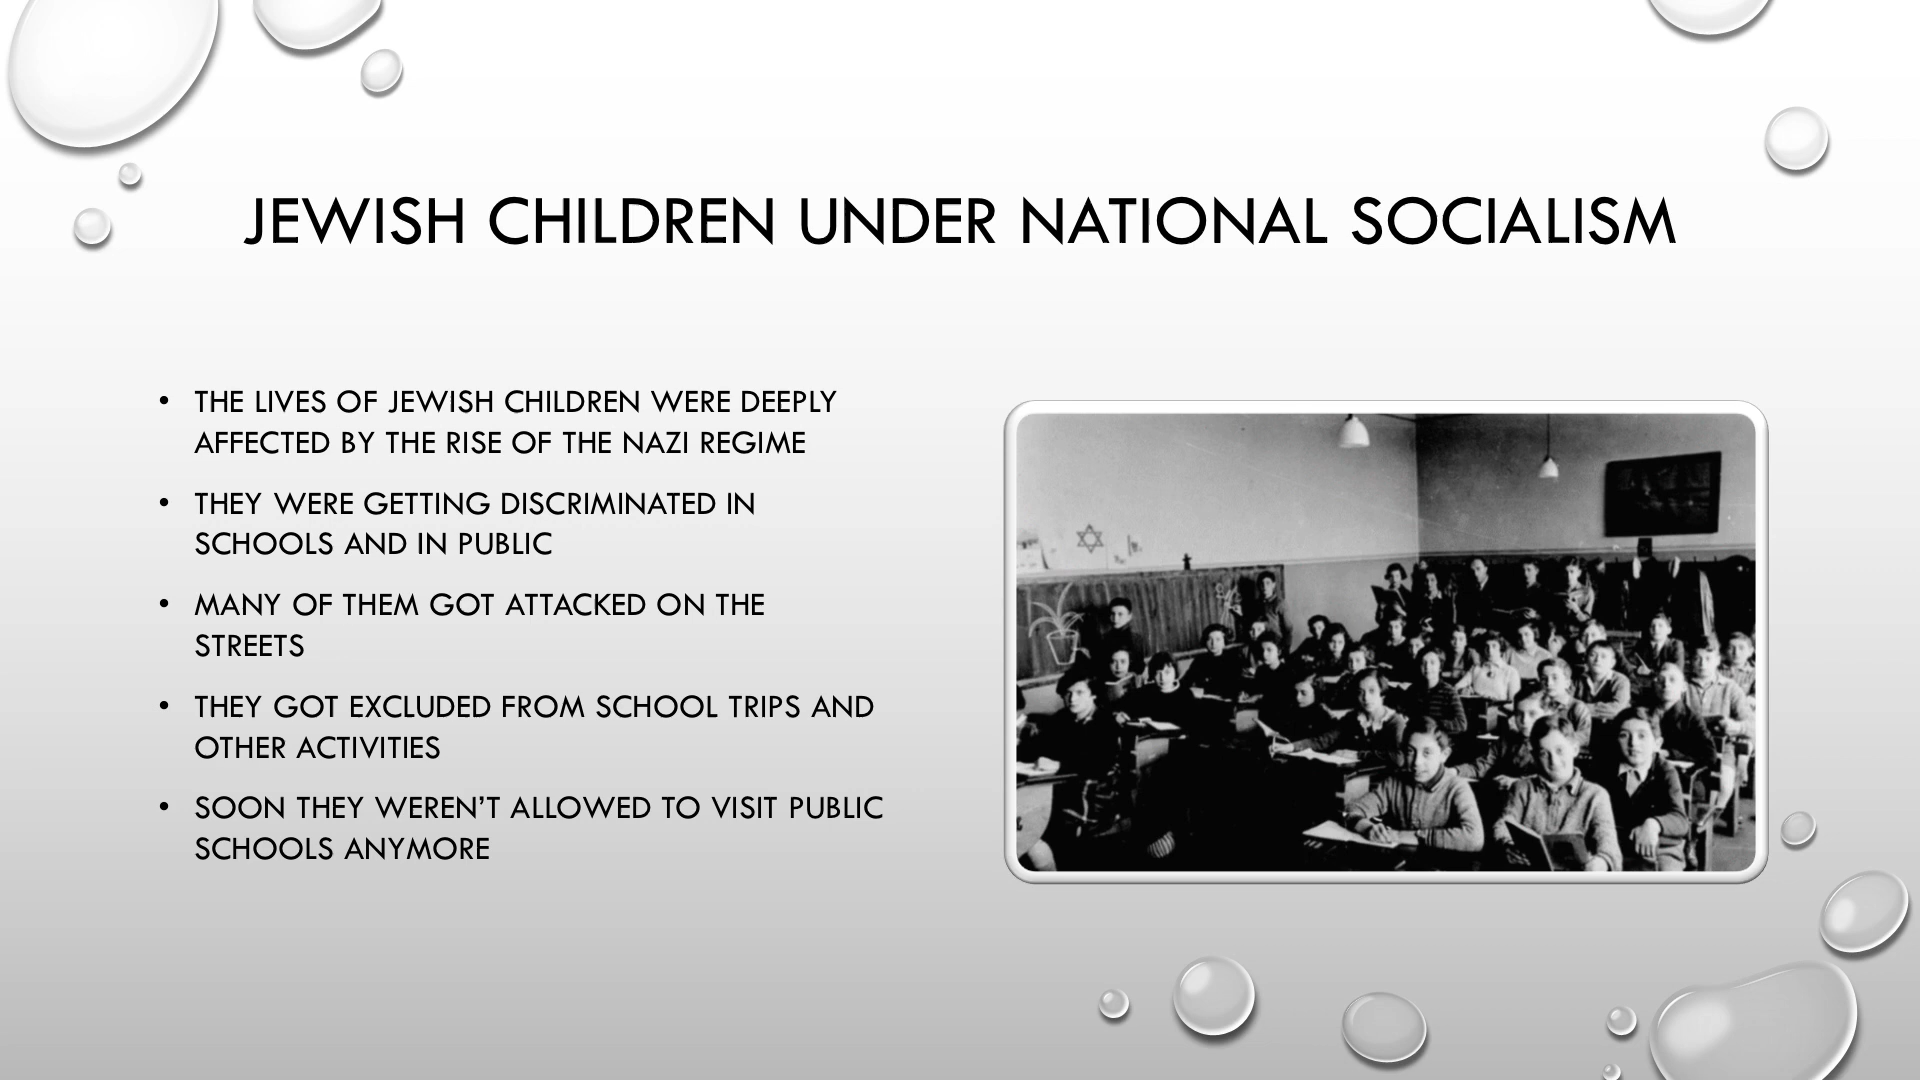 JEWISH CHILDREN UNDER NATIONAL SOCIALISM
• THE LIVES OF JEWISH CHILDREN WERE DEEPLY
AFFECTED BY THE RISE OF THE NAZI REGIME
• THEY WERE GETTING DISCRIMINATED IN
SCHOOLS AND IN PUBLIC
• MANY OF THEM GOT ATTACKED ON THE
STREETS
• THEY GOT EXCLUDED FROM SCHOOL TRIPS AND
OTHER ACTIVITIES
• SOON THEY WEREN’T ALLOWED TO VISIT PUBLIC
SCHOOLS ANYMORE